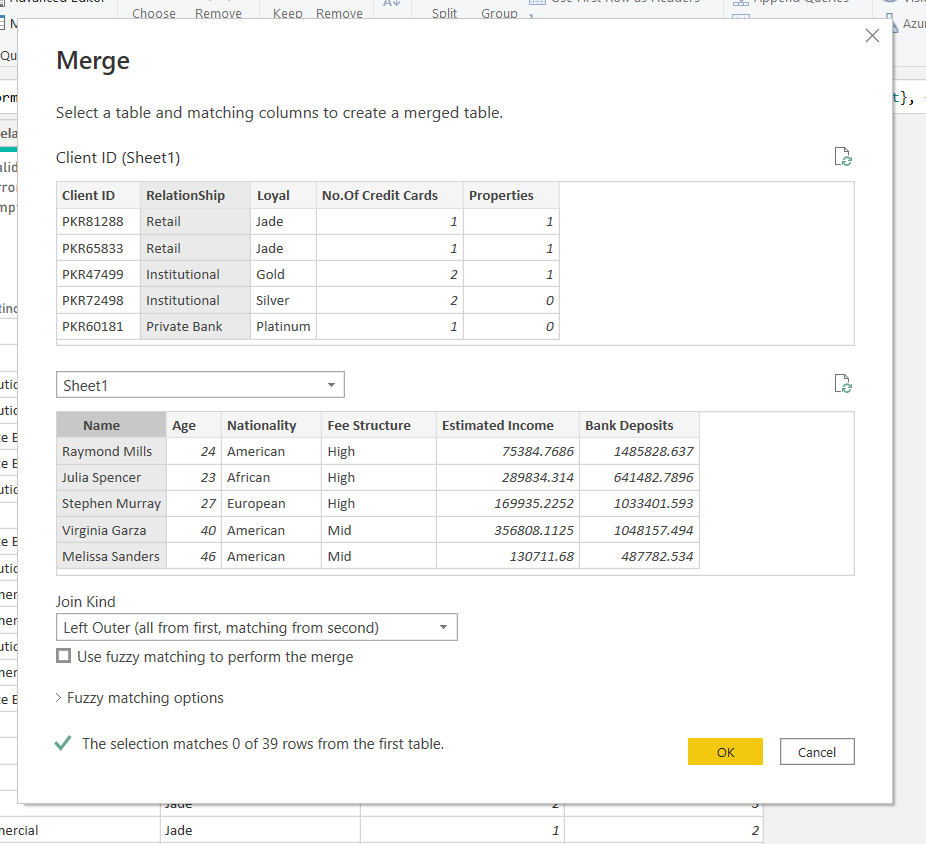 Choose Remove Keep Remove Split Group
Merge
Select a table and matching columns to create a merged table.
Client ID (Sheet1)
Client ID RelationShip Loyal No.Of Credit Cards Properties
PKR81288 Retail Jade 1 1
PKR65833 Retail Jade 1 1
PKR47499 Institutional Gold 2 1
PKR72498 Institutional Silver 2 0
PKR60181 Private Bank Platinum 1 0
Sheet1
Name Age Nationality Fee Structure Estimated Income Bank Deposits
Raymond Mills 24 American High 75384.7686 1485828.637
Julia Spencer 23 African High 289834.314 641482.7896
Stephen Murray 27 European High 169935.2252 1033401.593
Virginia Garza 40 American Mid 356808.1125 1048157.494
Melissa Sanders 46 American Mid 130711.68 487782.534
Join Kind
Left Outer (all from first, matching from second)
Use fuzzy matching to perform the merge
Fuzzy matching options
The selection matches 0 of 39 rows from the first table.
OK Cancel
Jade 2
mercial Jade 1 2